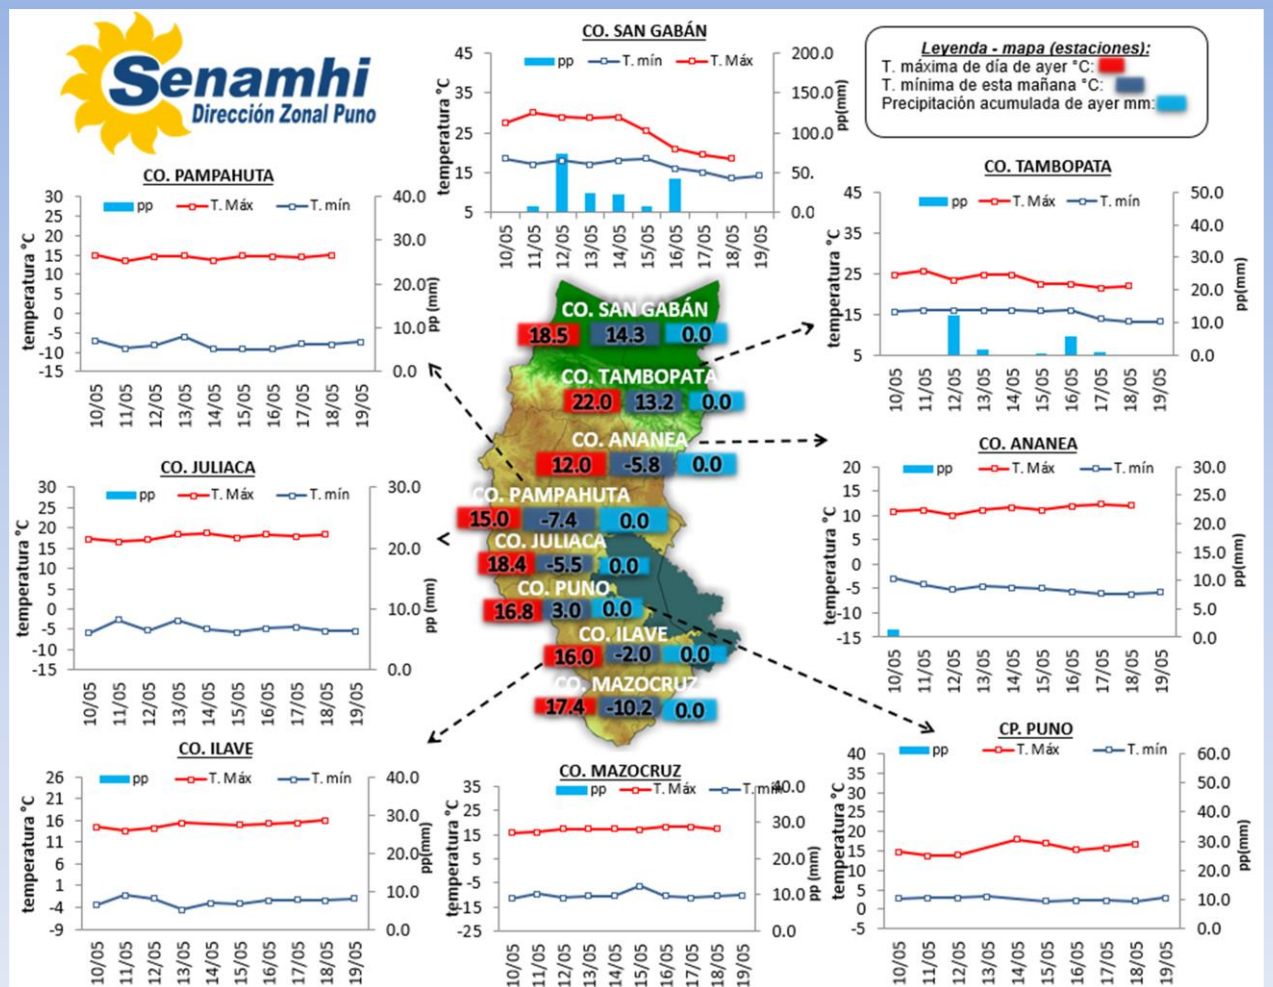 Senamhi
Dirección Zonal Puno
CO. SAN GABÁN
pp T. mín T. Máx
temperatura °C
45
35
25
15
5
200.0
150.0
100.0
50.
0.0
pp(mm)
10/05 11/05 12/05 13/05 14/05 15/05 16/05 17/05 18/05 19/05
Leyenda - mapa (estaciones):
T. máxima de día de ayer °C:
T. mínima de esta mañana °C:
Precipitación acumulada de ayer mm:
CO. PAMPAHUTA
pp T. Máx T. mín
temperatura °C
30
25
20
15
10
5
0
-5
-10
-15
40.0
30.0
20.0
10.0
0.0
pp (mm)
10/05 11/05 12/05 13/05 14/05 15/05 16/05 17/05 18/05 19/05
CO. TAMBOPATA
pp T. Máx T. mín
temperatura °C
45
35
25
15
5
50.0
40.0
30.0
20.0
10.0
0.0
pp(mm)
10/05 11/05 12/05 13/05 14/05 15/05 16/05 17/05 18/05 19/05
CO. SAN GABÁN
18.5 14.3 0.0
CO. TAMBOPATA
22.0 13.2 0.0
CO. ANANEA
12.0 -5.8 0.0
CO. PAMPAHUTA
15.0 -7.4 0.0
CO. JULIACA
18.4 -5.5 0.0
CO. PUNO
16.8 3.0 0.0
CO. ILAVE
16.0 -2.0 0.0
CO. MAZOCRUZ
17.4 -10.2 0.0
CO. JULIACA
pp T. Máx T. mín
temperatura °C
30
25
20
15
10
5
0
-5
-10
-15
30.0
20.0
10.0
0.0
pp (mm)
10/05 11/05 12/05 13/05 14/05 15/05 16/05 17/05 18/05 19/05
CO. ANANEA
pp T. Máx T. mín
temperatura °C
20
15
10
5
0
-5
-10
-15
30.0
25.0
20.0
15.0
10.0
5.0
0.0
pp(mm)
10/05 11/05 12/05 13/05 14/05 15/05 16/05 17/05 18/05 19/05
CO. ILAVE
pp T. Máx T. mín
temperatura °C
26
21
16
11
6
1
-4
-9
40.0
30.0
20.0
10.0
0.0
pp(mm)
10/05 11/05 12/05 13/05 14/05 15/05 16/05 17/05 18/05 19/05
CO. MAZOCRUZ
pp T. Máx T. mín
temperatura °C
35
25
15
5
-5
-15
-25
40.0
30.0
20.0
10.0
0.0
pp (mm)
10/05 11/05 12/05 13/05 14/05 15/05 16/05 17/05 18/05 19/05
CP. PUNO
pp T. Máx T. mín
temperatura °C
40
35
30
25
20
15
10
5
0
-5
60.0
50.0
40.0
30.0
20.0
10.0
0.0
pp(mm)
10/05 11/05 12/05 13/05 14/05 15/05 16/05 17/05 18/05 19/05